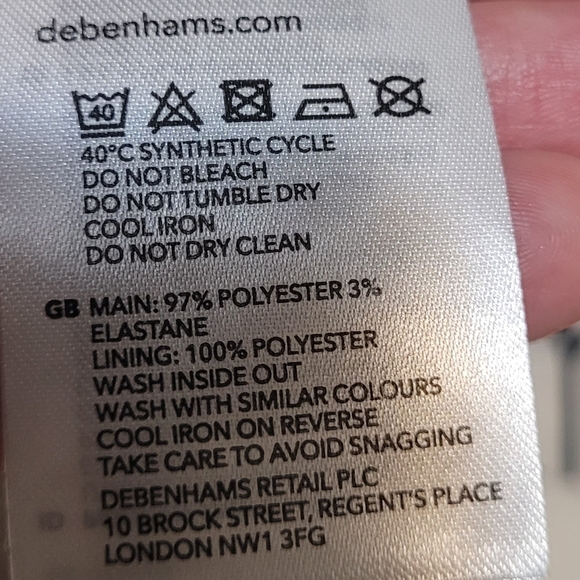 debenhams.com
40
40°C SYNTHETIC CYCLE
DO NOT BLEACH
DO NOT TUMBLE DRY
COOL IRON
DO NOT DRY CLEAN
GB MAIN: 97% POLYESTER 3%
ELASTANE
LINING: 100% POLYESTER
WASH INSIDE OUT
WASH WITH SIMILAR COLOURS
COOL IRON ON REVERSE
TAKE CARE TO AVOID SNAGGING
DEBENHAMS RETAIL PLC
10 BROCK STREET, REGENT'S PLACE
LONDON NW1 3FG